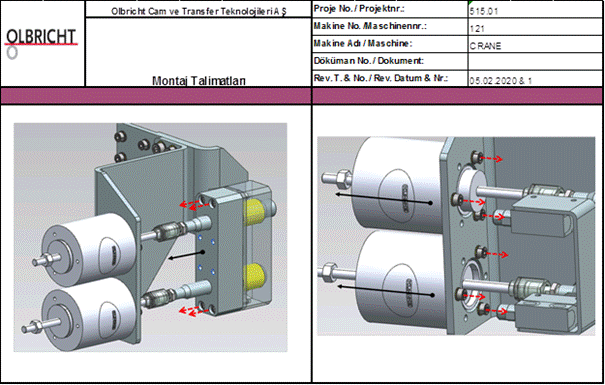 OLBRICHT
Olbricht Cam ve Transfer Teknolojileri A Ş
Montaj Talimatları
Proje No. / Projektnr.:
515.01
Makine No. /Maschinennr.:
121
Makine Adı / Maschine:
CRANE
Döküman No. / Dokument:
Rev. T. & No. / Rev. Datum & Nr.:
05.02.2020 & 1